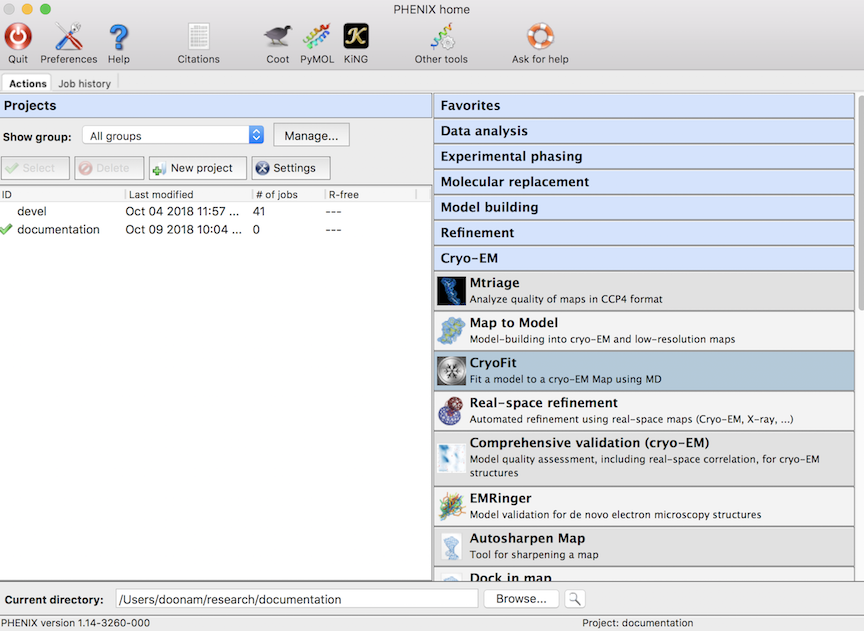 PHENIX home
Quit Preferences Help Citations Coot PyMOL KiNG Other tools Ask for help
Actions Job history
Projects
Show group: All groups Manage...
Select Delete New project Settings
ID Last modified # of jobs R-free
devel Oct 04 2018 11:57 ... 41 ---
documentation Oct 09 2018 10:04 ... 0 ---
Favorites
Data analysis
Experimental phasing
Molecular replacement
Model building
Refinement
Cryo-EM
Mtriage
Analyze quality of maps in CCP4 format
Map to Model
Model-building into cryo-EM and low-resolution maps
CryoFit
Fit a model to a cryo-EM Map using MD
Real-space refinement
Automated refinement using real-space maps (Cryo-EM, X-ray, ...)
Comprehensive validation (cryo-EM)
Model quality assessment, including real-space correlation, for cryo-EM
structures
EMRinger
Model validation for de novo electron microscopy structures
Autosharpen Map
Tool for sharpening a map
Dock in map
Current directory: /Users/doonam/research/documentation Browse...
PHENIX version 1.14-3260-000 Project: documentation